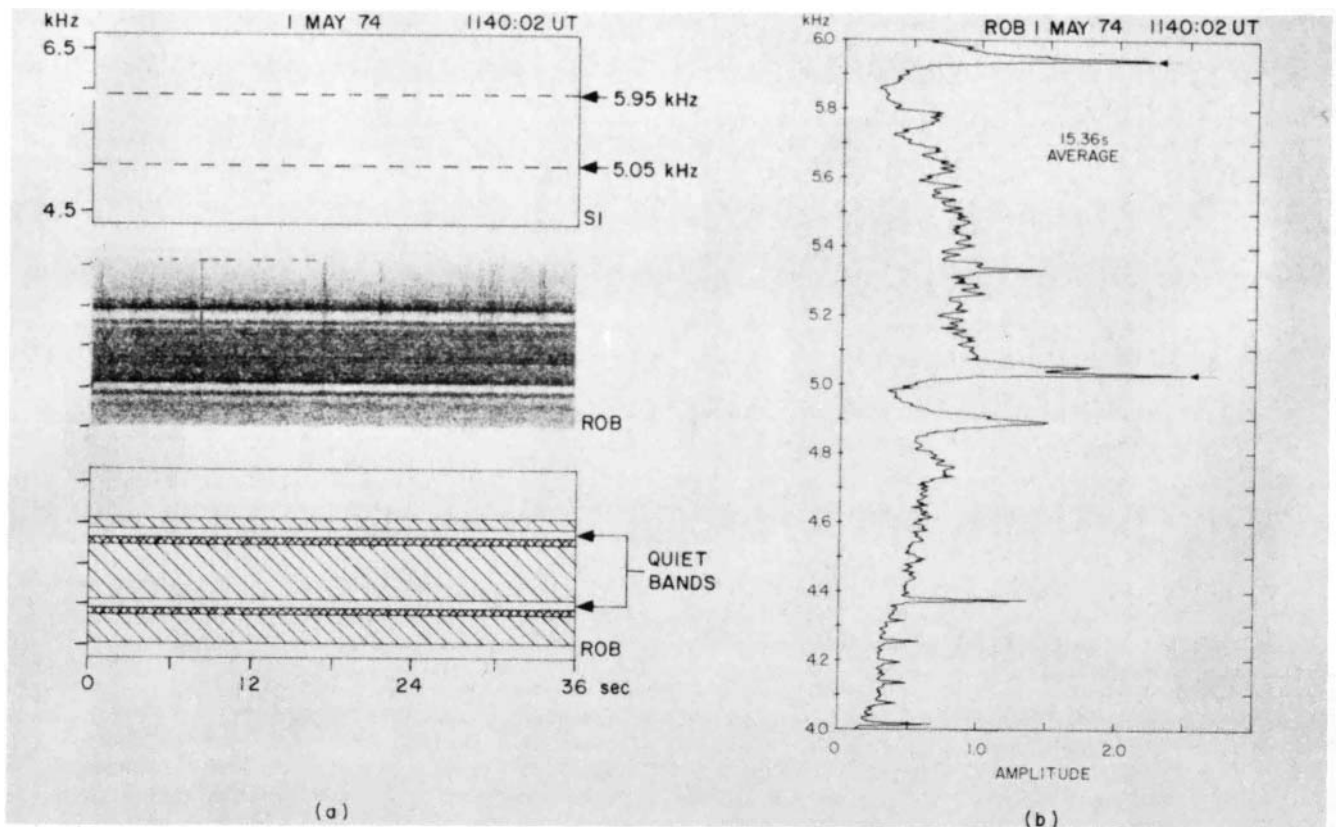 kHz
1 MAY 74 1140:02 UT
6.5
5.95 kHz
5.05 kHz
4.5
SI
ROB
QUIET
BANDS
ROB
0 12 24 36 sec
(a)
kHz
ROB 1 MAY 74 1140:02 UT
6.0
5.8
15.36s
AVERAGE
5.6
5.4
5.2
5.0
4.8
4.6
4.4
4.2
4.0
0 0.5 1.0 2.0
AMPLITUDE
(b)